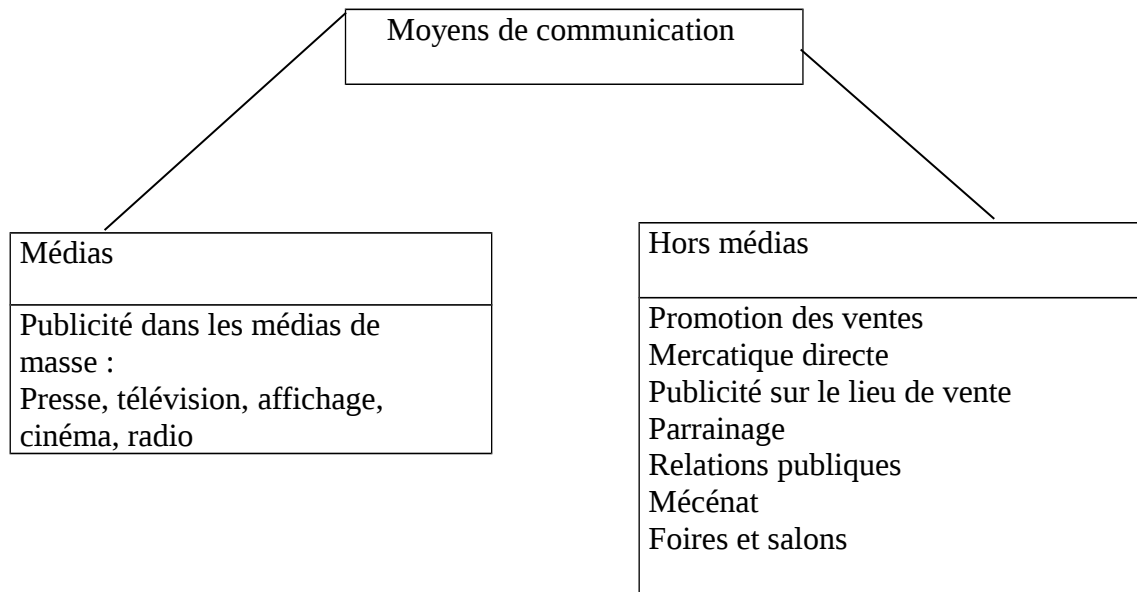 Moyens de communication
Médias
Publicité dans les médias de
masse :
Presse, télévision, affichage,
cinéma, radio
Hors médias
Promotion des ventes
Mercatique directe
Publicité sur le lieu de vente
Parrainage
Relations publiques
Mécénat
Foires et salons